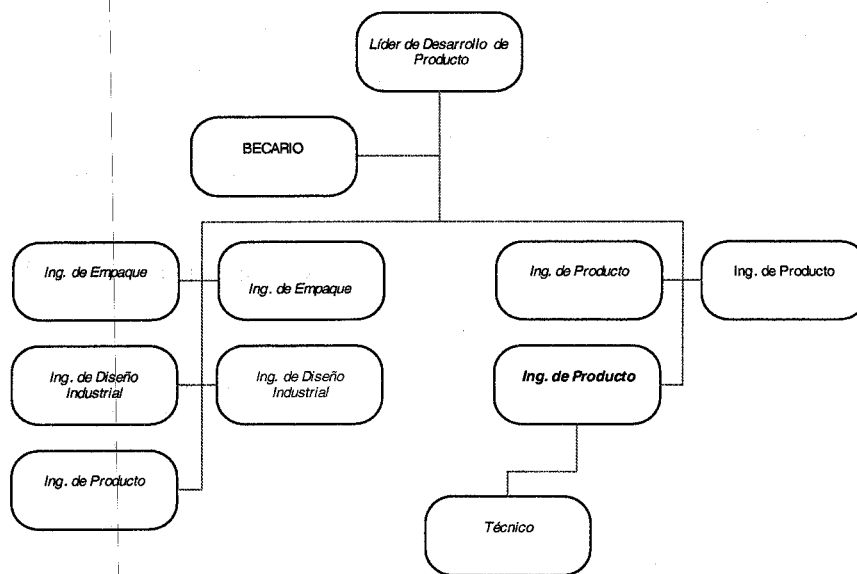 Líder de Desarrollo de
Producto
BECARIO
Ing. de Empaque
Ing. de Empaque
Ing. de Producto
Ing. de Producto
Ing. de Diseño
Industrial
Ing. de Diseño
Industrial
Ing. de Producto
Ing. de Producto
Técnico